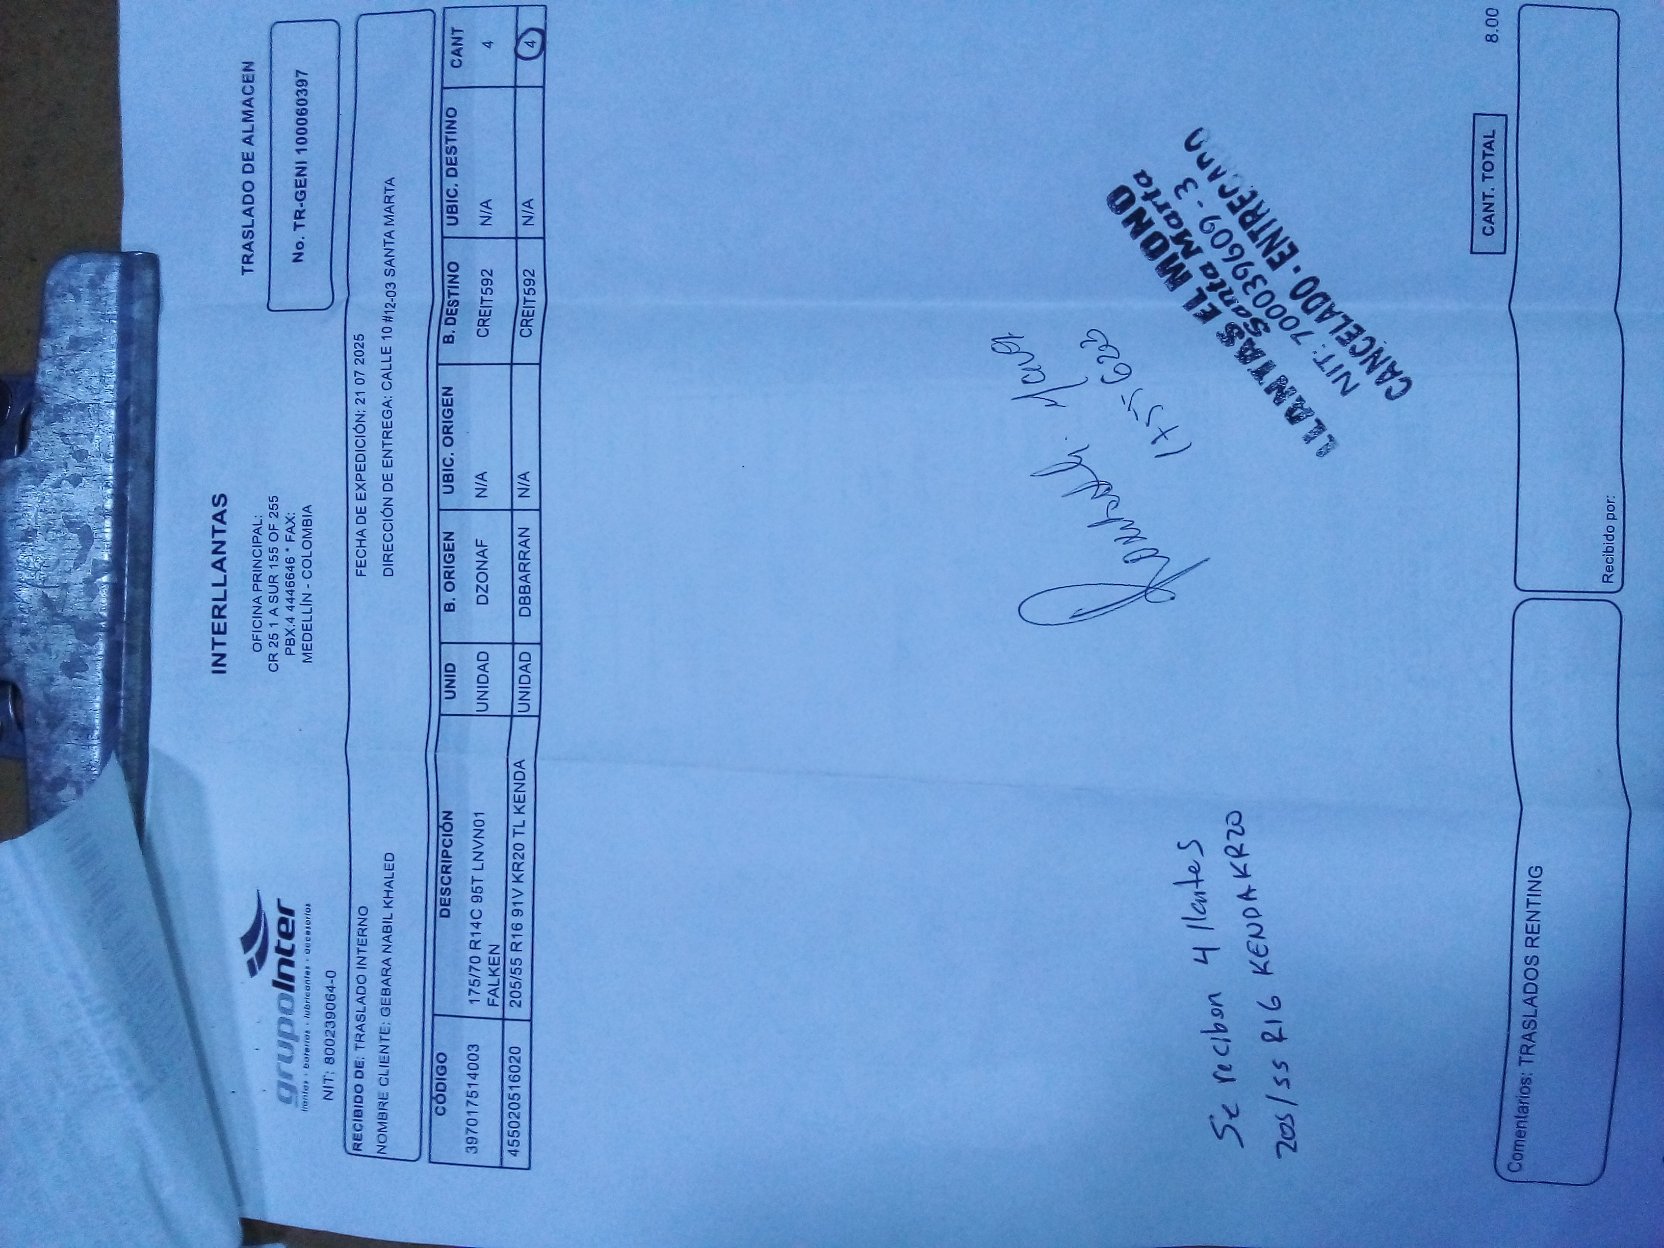 grupoInter
llantas · baterías · lubricantes · accesorios
NIT: 800239064-0
INTERLLANTAS
OFICINA PRINCIPAL:
CR 25 1 A SUR 155 OF 255
PBX:4 4446646 * FAX:
MEDELLÍN - COLOMBIA
TRASLADO DE ALMACEN
No. TR-GENI 100060397
RECIBIDO DE: TRASLADO INTERNO
NOMBRE CLIENTE: GEBARA NABIL KHALED
FECHA DE EXPEDICIÓN: 21 07 2025
DIRECCIÓN DE ENTREGA: CALLE 10 #12-03 SANTA MARTA
CÓDIGO DESCRIPCIÓN UNID B. ORIGEN UBIC. ORIGEN B. DESTINO UBIC. DESTINO CANT
397017514003 175/70 R14C 95T LNVN01 UNIDAD DZONAF N/A CREIT592 N/A 4
FALKEN
455020516020 205/55 R16 91V KR20 TL KENDA UNIDAD DBBARRAN N/A CREIT592 N/A 4
LLANTAS EL MONO
Santa Marta
NIT: 7000339609 - 3
CANCELADO · ENTREGADO
Se reciben 4 llantas
205/55 R16 KENDA KR20
CANT. TOTAL 8.00
Comentarios: TRASLADOS RENTING
Recibido por: